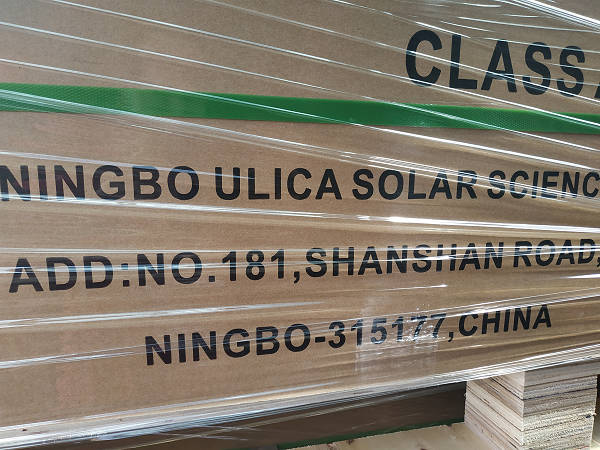 CLASS A
NINGBO ULICA SOLAR SCIENC
ADD:NO.181,SHANSHAN ROAD,
NINGBO-315177,CHINA